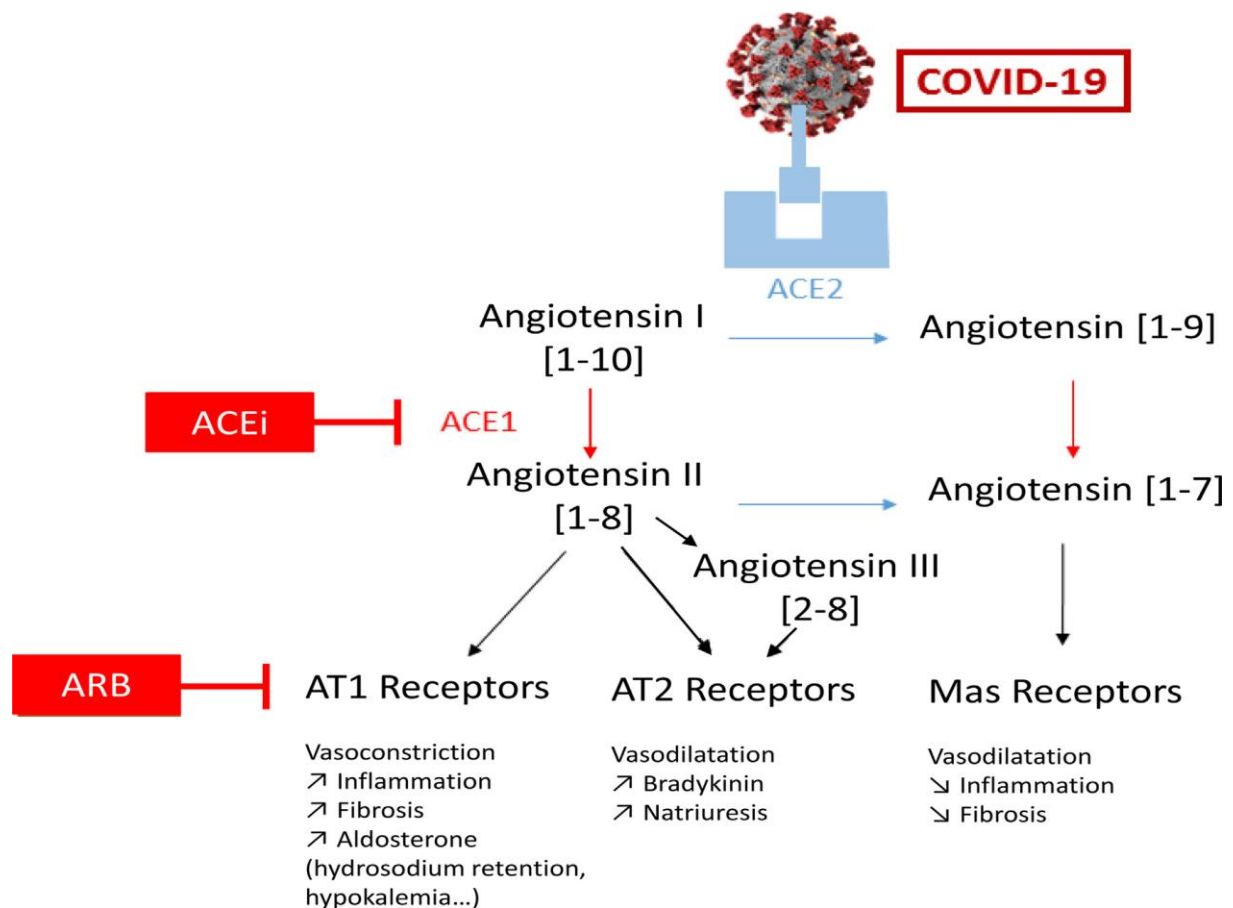 COVID-19
ACE2
Angiotensin I
[1-10]
Angiotensin [1-9]
ACEi
ACE1
Angiotensin II
[1-8]
Angiotensin [1-7]
Angiotensin III
[2-8]
ARB
AT1 Receptors
Vasoconstriction
↗ Inflammation
↗ Fibrosis
↗ Aldosterone
(hydrosodium retention,
hypokalemia...)
AT2 Receptors
Vasodilatation
↗ Bradykinin
↗ Natriuresis
Mas Receptors
Vasodilatation
↘ Inflammation
↘ Fibrosis